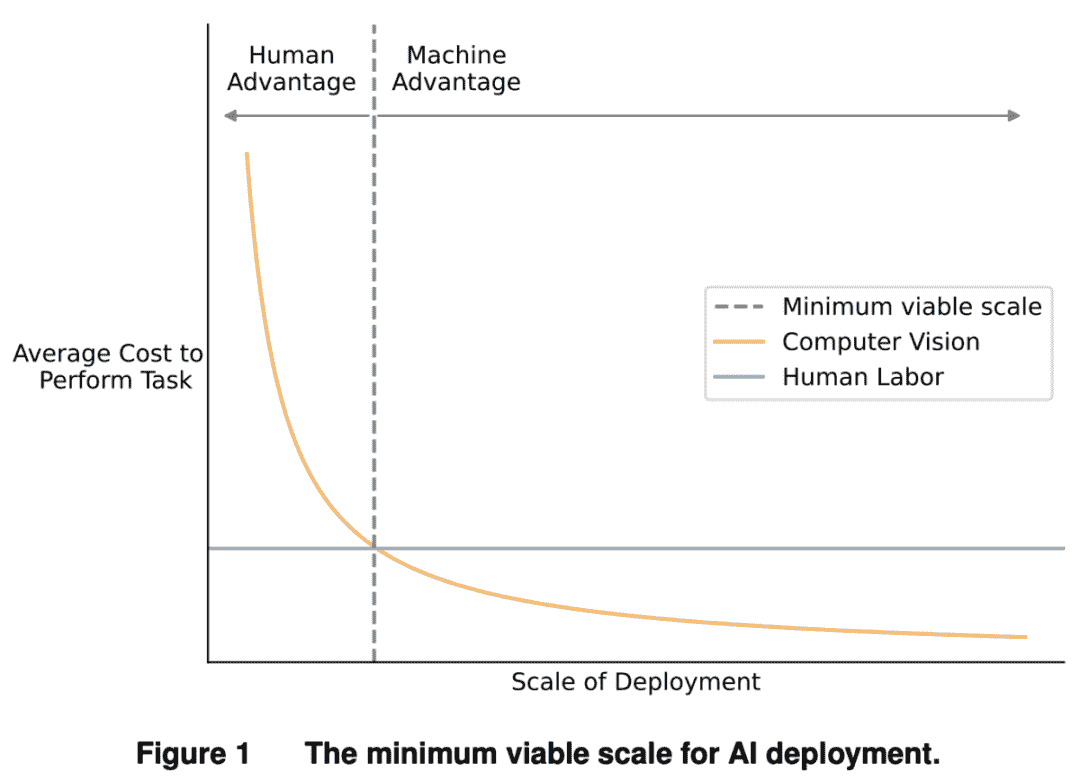 Human
Advantage
Machine
Advantage
Average Cost to
Perform Task
Minimum viable scale
Computer Vision
Human Labor
Scale of Deployment
Figure 1 The minimum viable scale for AI deployment.